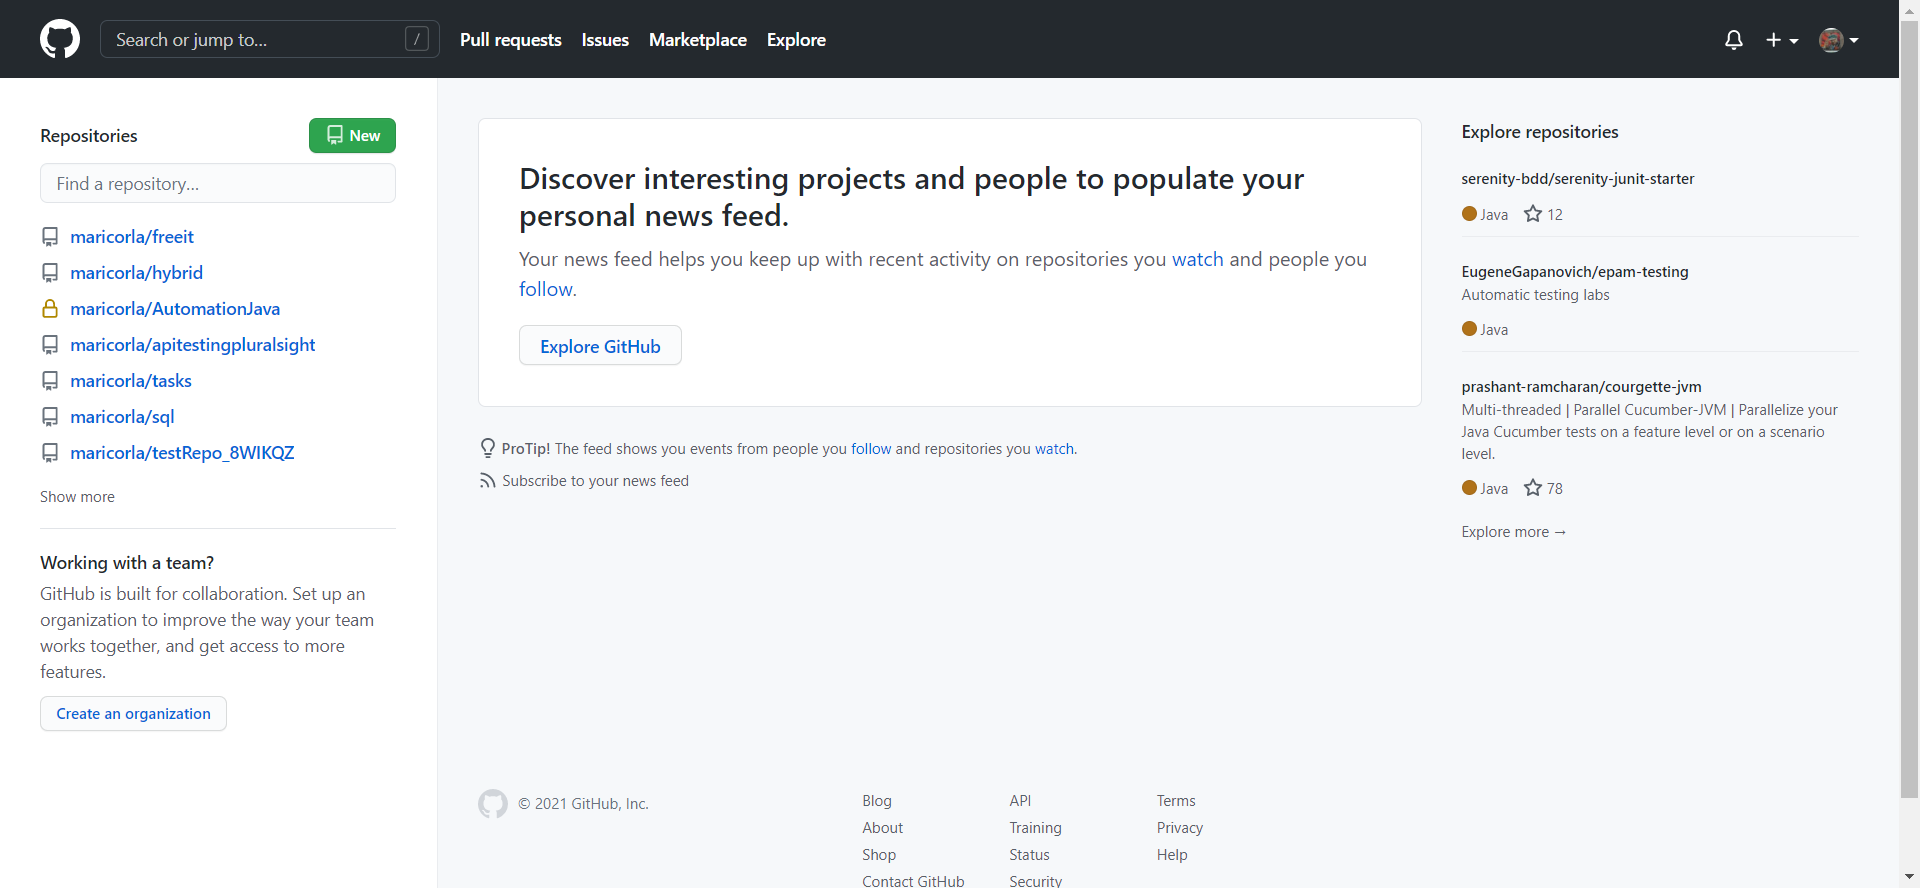 Search or jump to... /
Pull requests
Issues
Marketplace
Explore
Repositories
New
Find a repository...
maricorla/freeit
maricorla/hybrid
maricorla/AutomationJava
maricorla/apitestingpluralsight
maricorla/tasks
maricorla/sql
maricorla/testRepo_8WIKQZ
Show more
Working with a team?
GitHub is built for collaboration. Set up an
organization to improve the way your team
works together, and get access to more
features.
Create an organization
Discover interesting projects and people to populate your
personal news feed.
Your news feed helps you keep up with recent activity on repositories you watch and people you
follow.
Explore GitHub
ProTip! The feed shows you events from people you follow and repositories you watch.
Subscribe to your news feed
Explore repositories
serenity-bdd/serenity-junit-starter
Java 12
EugeneGapanovich/epam-testing
Automatic testing labs
Java
prashant-ramcharan/courgette-jvm
Multi-threaded | Parallel Cucumber-JVM | Parallelize your
Java Cucumber tests on a feature level or on a scenario
level.
Java 78
Explore more →
© 2021 GitHub, Inc.
Blog
About
Shop
Contact GitHub
API
Training
Status
Security
Terms
Privacy
Help